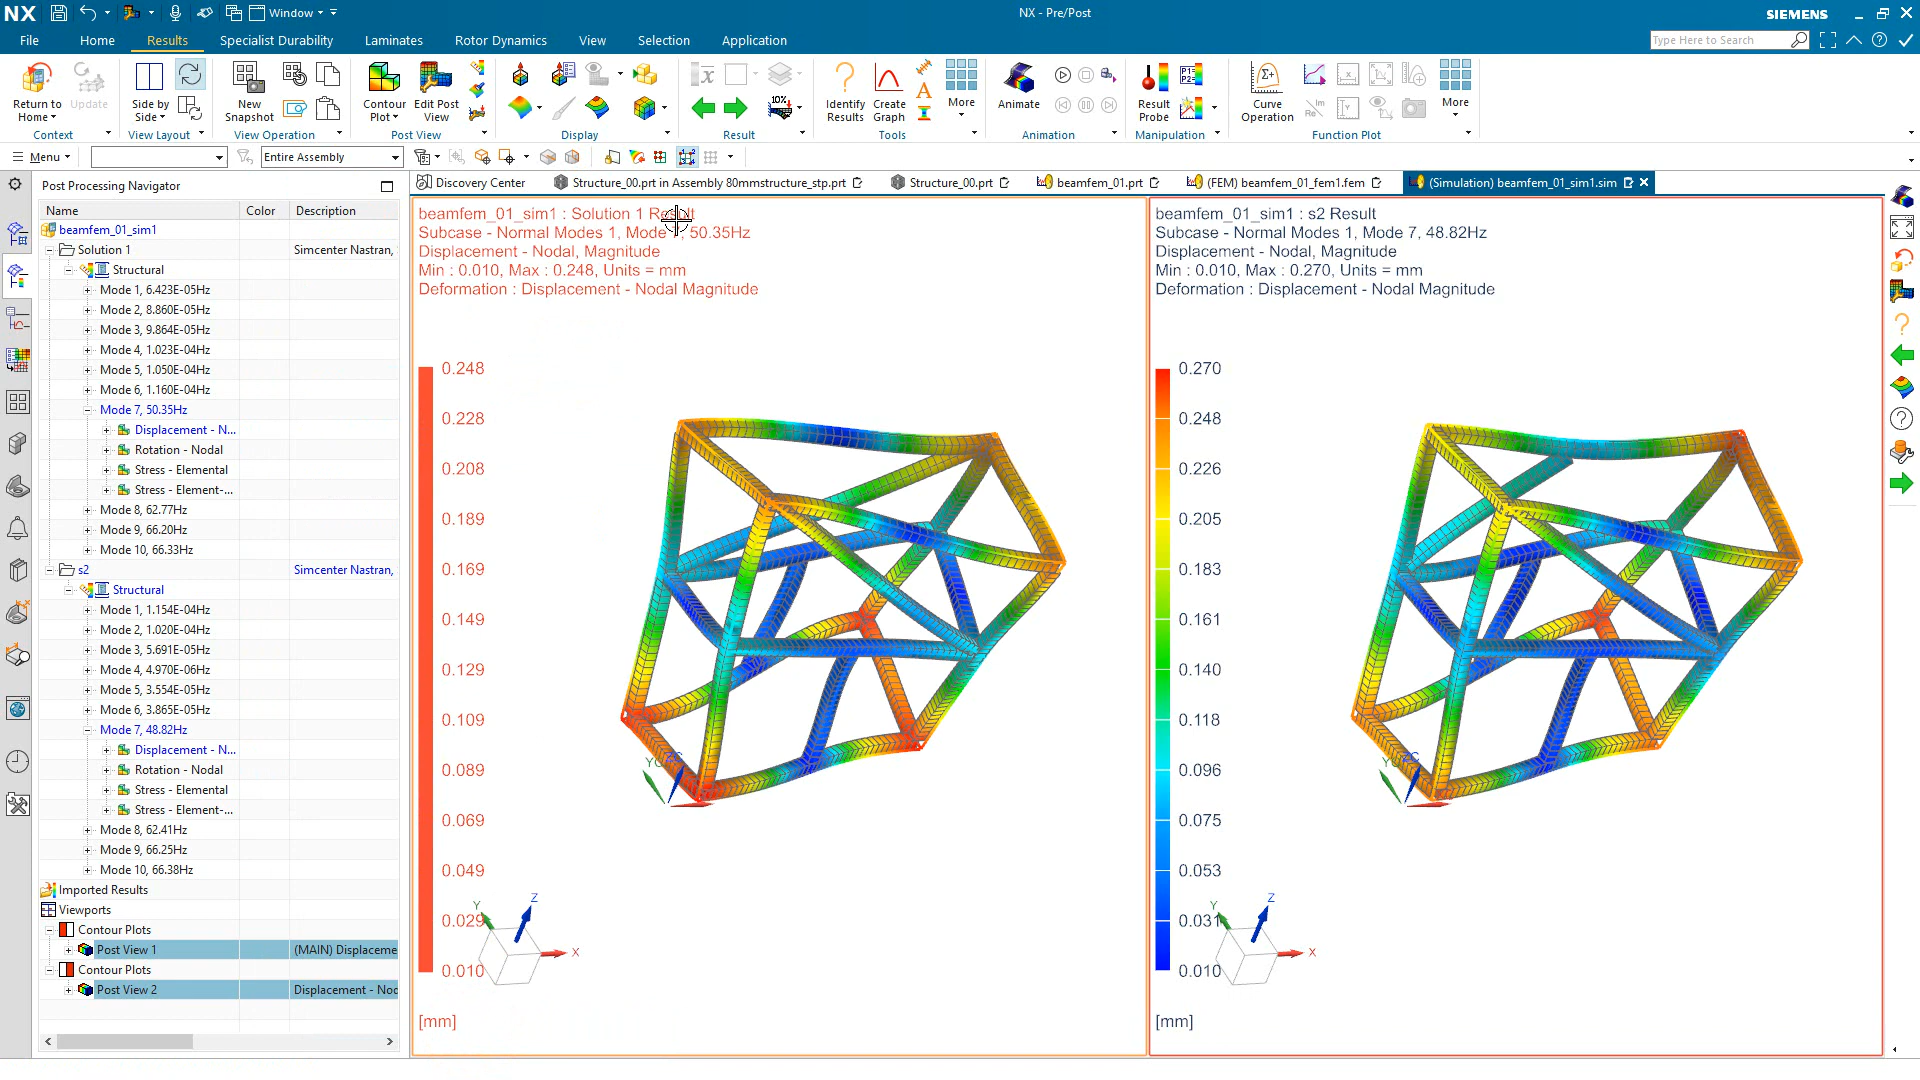 NX
Window
NX - Pre/Post
SIEMENS
File
Home
Results
Specialist Durability
Laminates
Rotor Dynamics
View
Selection
Application
Type Here to Search
Return to Home
Update
Side by Side
New Snapshot
Contour Plot
Edit Post View
10%
Identify Results
Create Graph
More
Animate
Result Probe
Curve Operation
More
Context
View Layout
View Operation
Post View
Display
Result
Tools
Animation
Manipulation
Function Plot
Menu
Entire Assembly
Post Processing Navigator
Discovery Center
Structure_00.prt in Assembly 80mmstructure_stp.prt
Structure_00.prt
beamfem_01.prt
(FEM) beamfem_01_fem1.fem
(Simulation) beamfem_01_sim1.sim
Name
Color
Description
beamfem_01_sim1
Solution 1
Simcenter Nastran,
Structural
Mode 1, 6.423E-05Hz
Mode 2, 8.860E-05Hz
Mode 3, 9.864E-05Hz
Mode 4, 1.023E-04Hz
Mode 5, 1.050E-04Hz
Mode 6, 1.160E-04Hz
Mode 7, 50.35Hz
Displacement - N...
Rotation - Nodal
Stress - Elemental
Stress - Element-...
Mode 8, 62.77Hz
Mode 9, 66.20Hz
Mode 10, 66.33Hz
s2
Simcenter Nastran,
Structural
Mode 1, 1.154E-04Hz
Mode 2, 1.020E-04Hz
Mode 3, 5.691E-05Hz
Mode 4, 4.970E-06Hz
Mode 5, 3.554E-05Hz
Mode 6, 3.865E-05Hz
Mode 7, 48.82Hz
Displacement - N...
Rotation - Nodal
Stress - Elemental
Stress - Element-...
Mode 8, 62.41Hz
Mode 9, 66.25Hz
Mode 10, 66.38Hz
Imported Results
Viewports
Contour Plots
Post View 1
(MAIN) Displaceme
Contour Plots
Post View 2
Displacement - Noc
beamfem_01_sim1 : Solution 1 Result
Subcase - Normal Modes 1, Mode 7, 50.35Hz
Displacement - Nodal, Magnitude
Min : 0.010, Max : 0.248, Units = mm
Deformation : Displacement - Nodal Magnitude
0.248
0.228
0.208
0.189
0.169
0.149
0.129
0.109
0.089
0.069
0.049
0.029
0.010
[mm]
YC
ZC
Y
Z
X
beamfem_01_sim1 : s2 Result
Subcase - Normal Modes 1, Mode 7, 48.82Hz
Displacement - Nodal, Magnitude
Min : 0.010, Max : 0.270, Units = mm
Deformation : Displacement - Nodal Magnitude
0.270
0.248
0.226
0.205
0.183
0.161
0.140
0.118
0.096
0.075
0.053
0.031
0.010
[mm]
YC
ZC
Y
Z
X